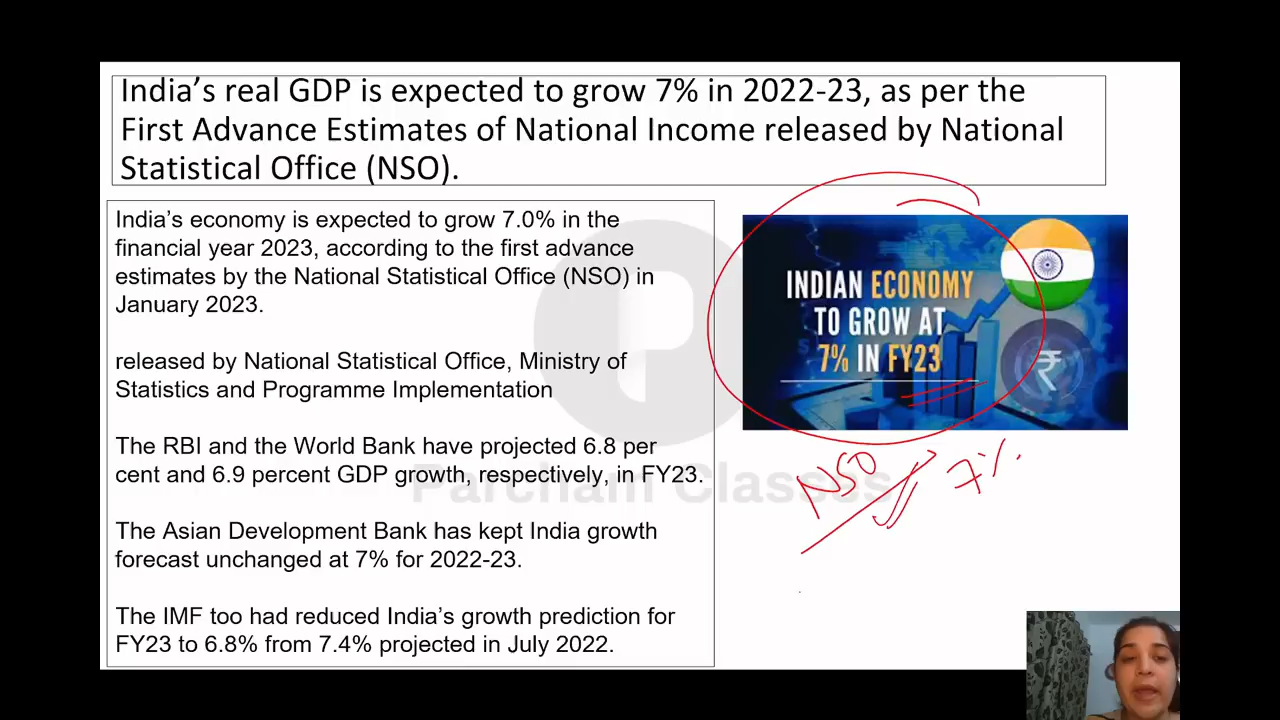 India’s real GDP is expected to grow 7% in 2022-23, as per the
First Advance Estimates of National Income released by National
Statistical Office (NSO).
India’s economy is expected to grow 7.0% in the
financial year 2023, according to the first advance
estimates by the National Statistical Office (NSO) in
January 2023.
released by National Statistical Office, Ministry of
Statistics and Programme Implementation
The RBI and the World Bank have projected 6.8 per
cent and 6.9 percent GDP growth, respectively, in FY23.
The Asian Development Bank has kept India growth
forecast unchanged at 7% for 2022-23.
The IMF too had reduced India’s growth prediction for
FY23 to 6.8% from 7.4% projected in July 2022.
INDIAN ECONOMY
TO GROW AT
7% IN FY23
₹
NSO 7%
Parcham Classes